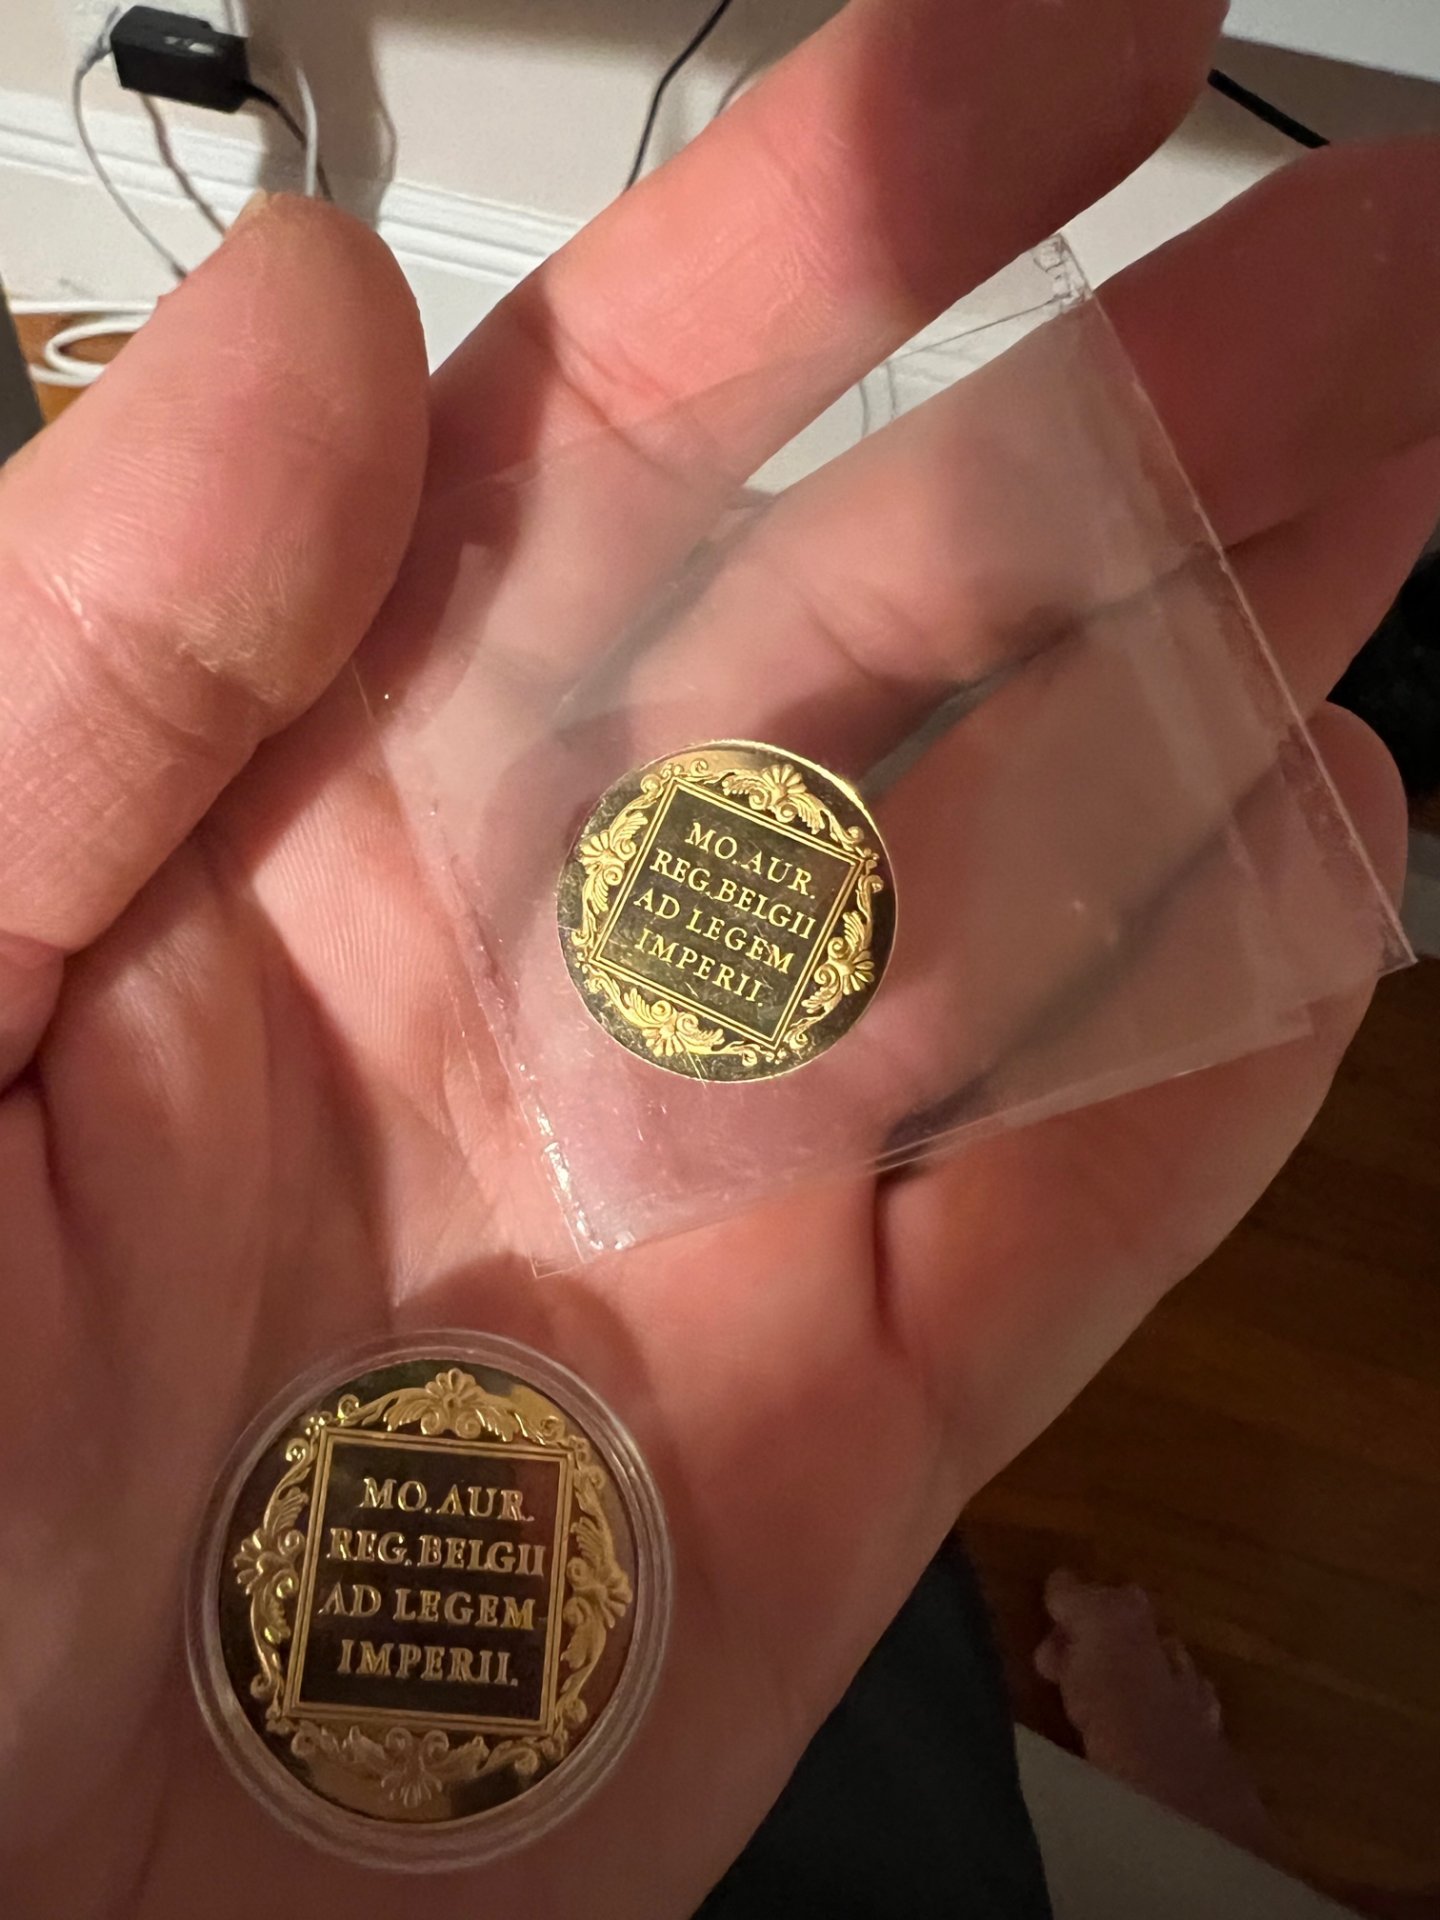 MO. AUR.
REG. BELGII
AD LEGEM
IMPERII.
MO. AUR.
REG. BELGII
AD LEGEM
IMPERII.